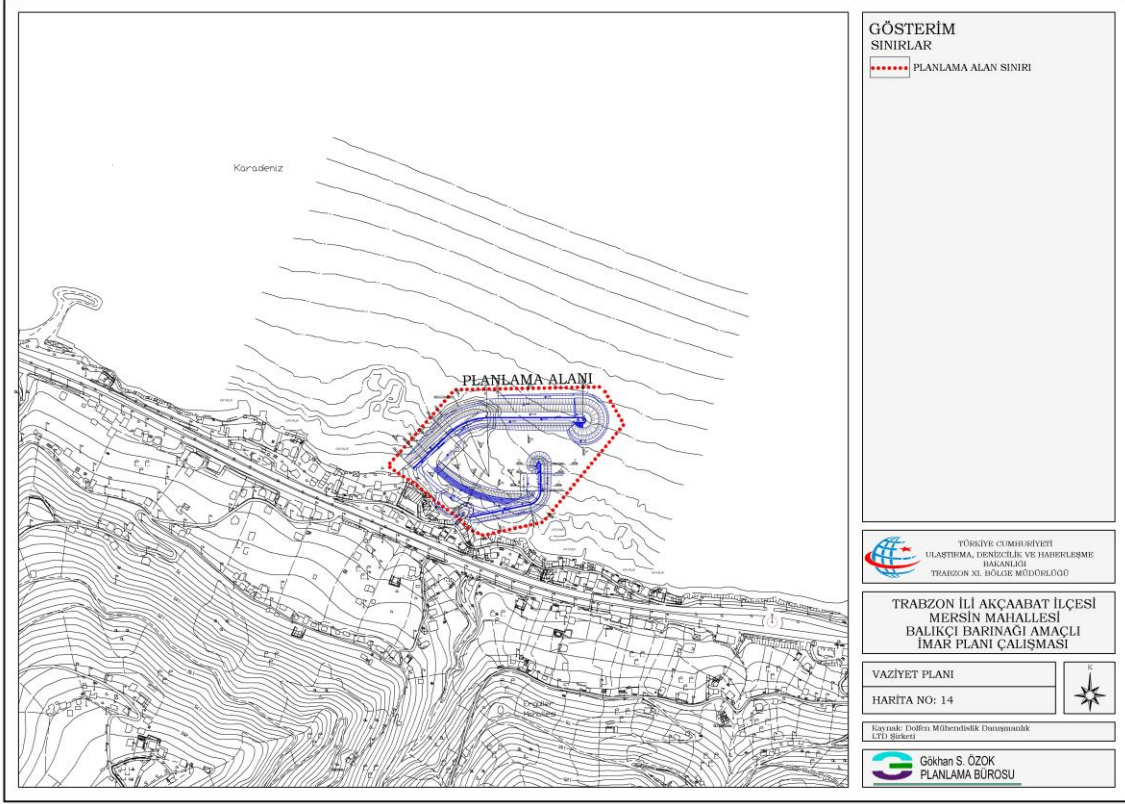 Karadeniz
PLANLAMA ALANI
GÖSTERİM
SINIRLAR
PLANLAMA ALAN SINIRI
TÜRKİYE CUMHURİYETİ
ULAŞTIRMA, DENİZCİLİK VE HABERLEŞME
BAKANLIĞI
TRABZON XI. BÖLGE MÜDÜRLÜĞÜ
TRABZON İLİ AKÇAABAT İLÇESİ
MERSİN MAHALLESİ
BALIKÇI BARINAĞI AMAÇLI
İMAR PLANI ÇALIŞMASI
VAZİYET PLANI
HARİTA NO: 14
K
Kaynak: Dolfen Mühendislik Danışmanlık
LTD Şirketi
Gökhan S. ÖZOK
PLANLAMA BÜROSU